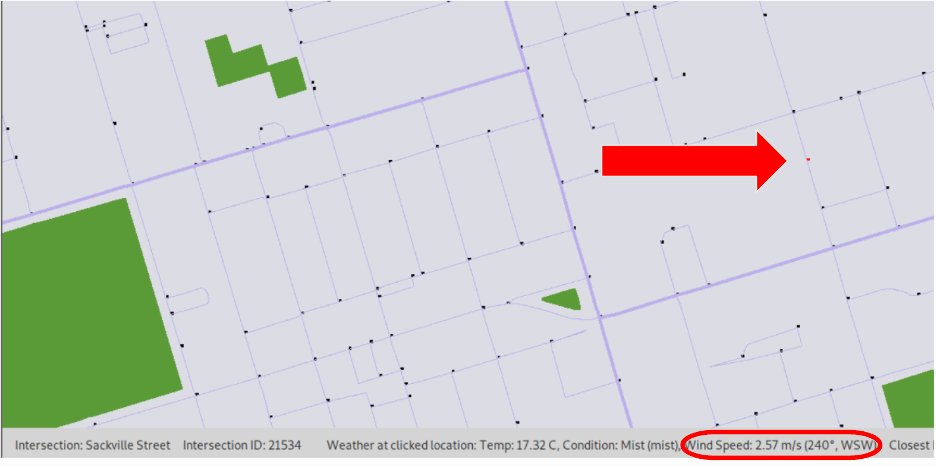 Intersection: Sackville Street Intersection ID: 21534 Weather at clicked location: Temp: 17.32 C, Condition: Mist (mist), Wind Speed: 2.57 m/s (240°, WSW) Closest